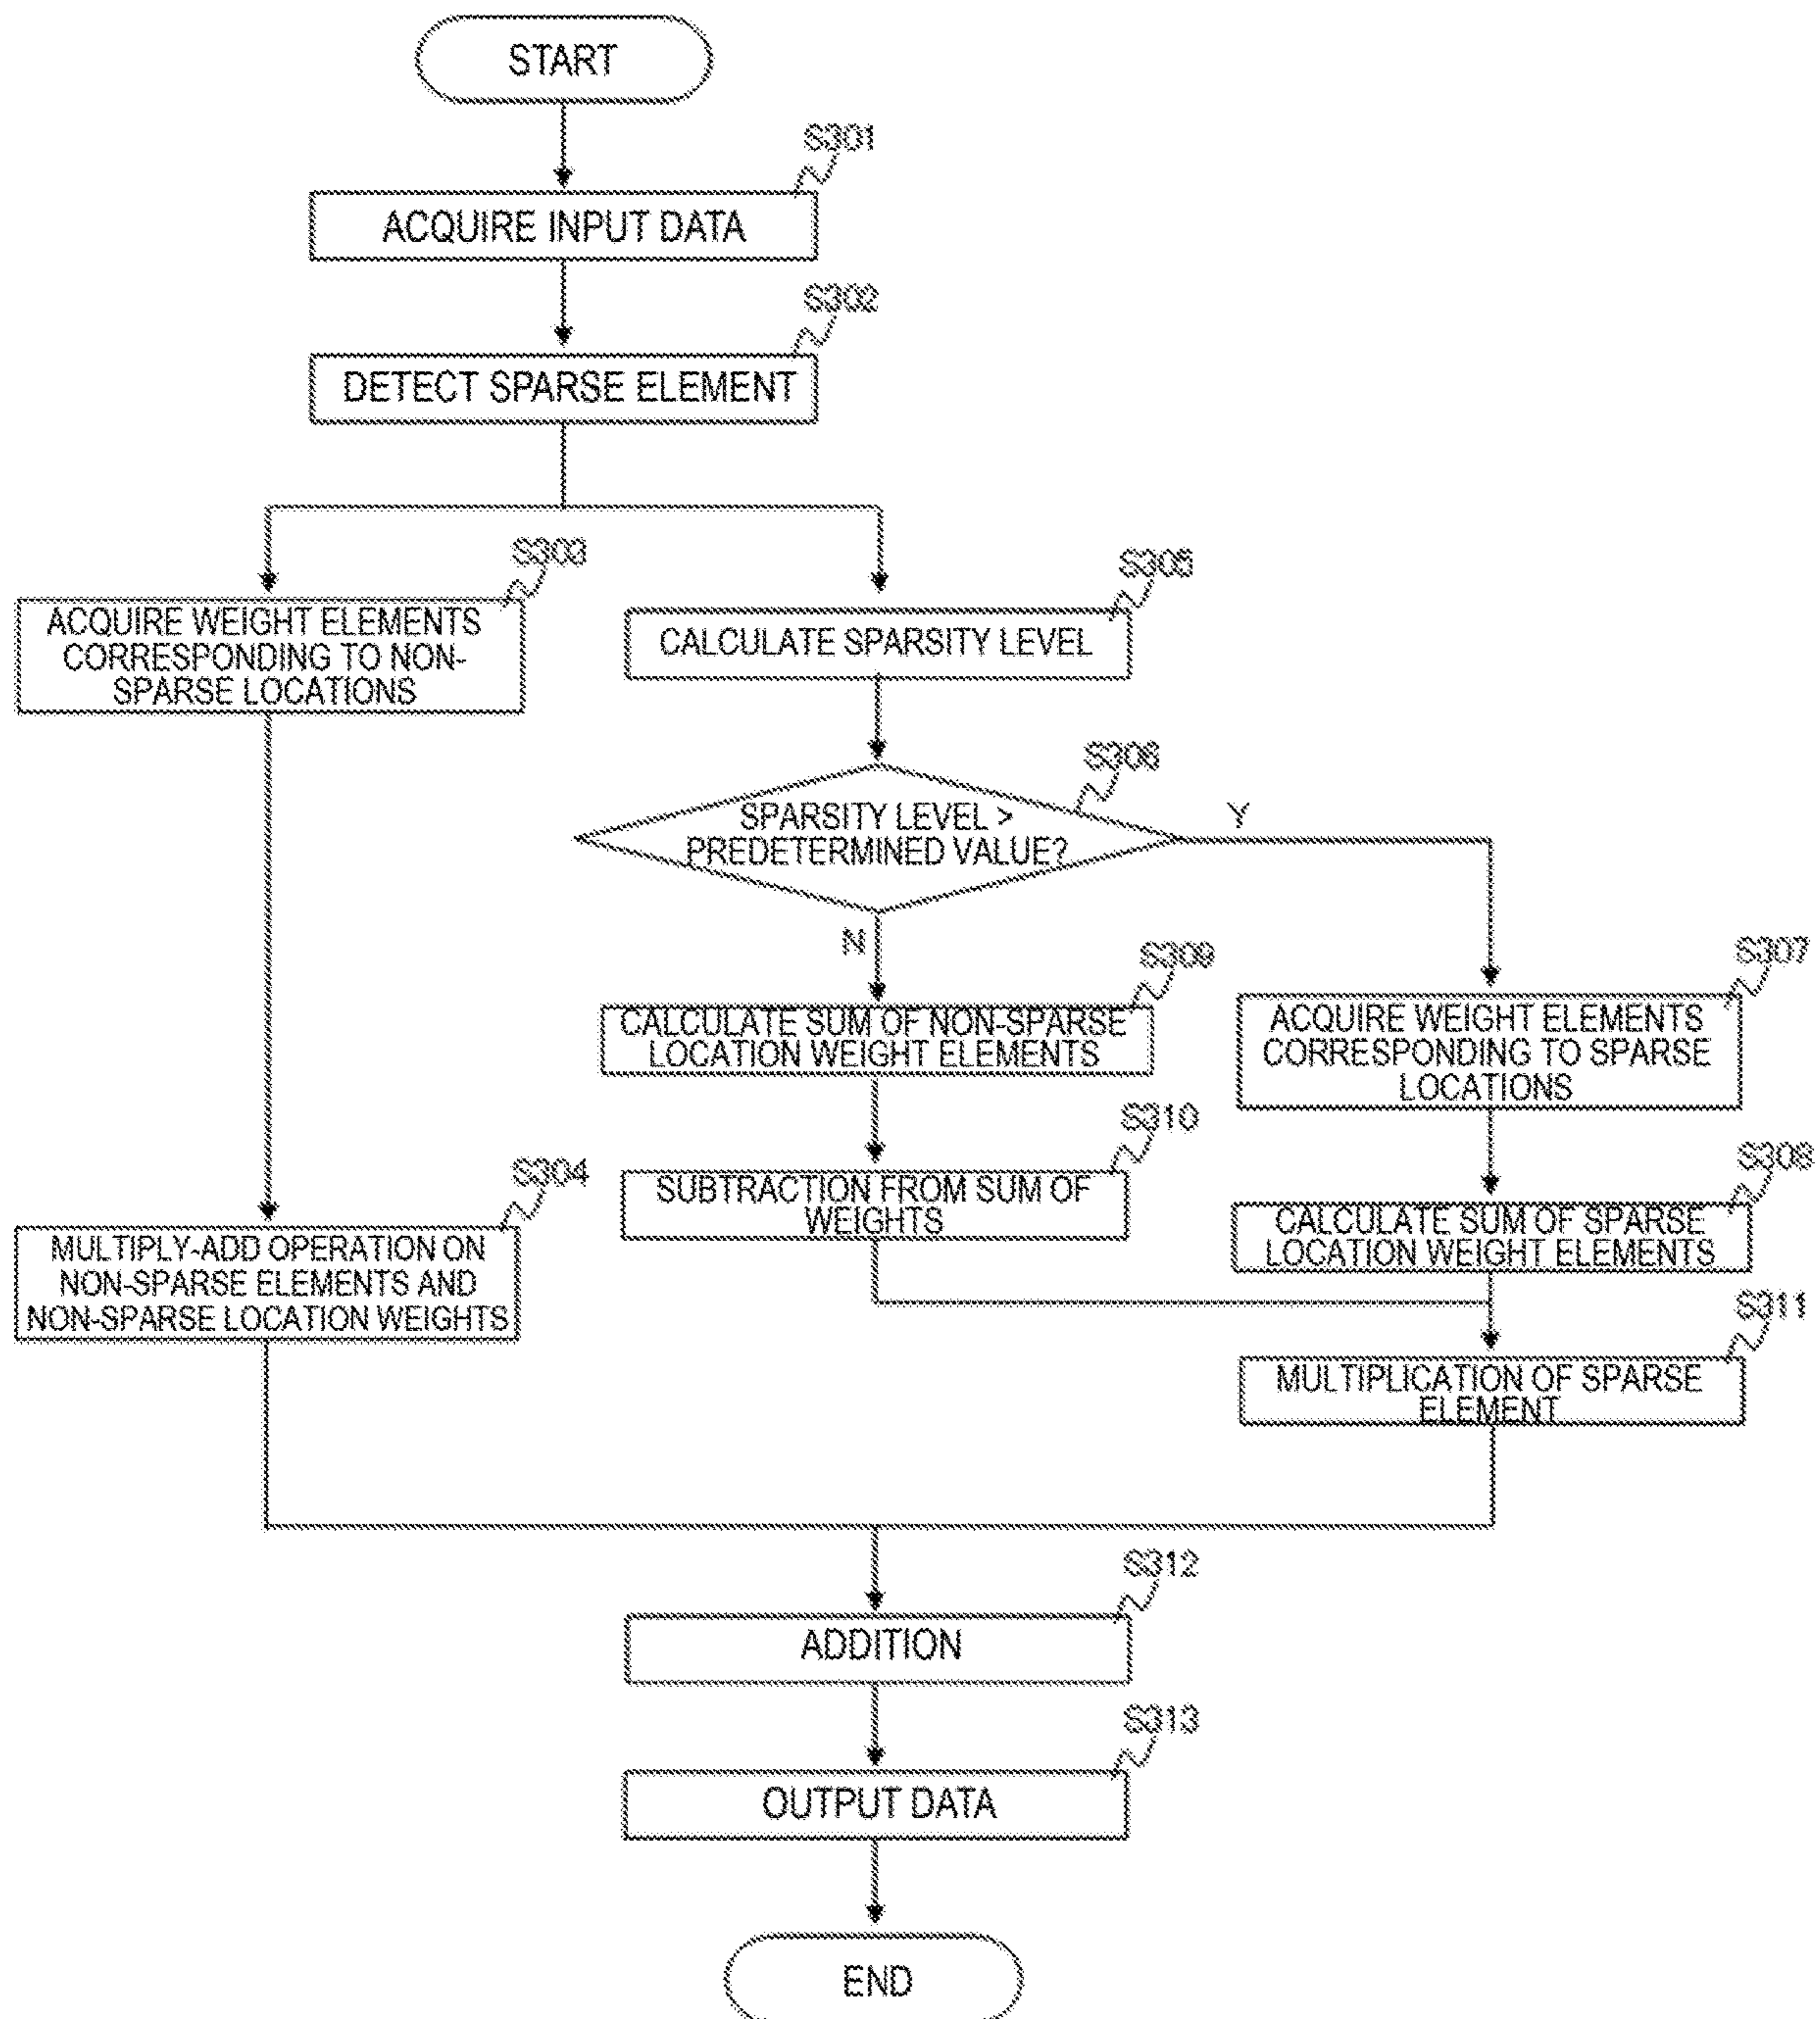 START
S301
ACQUIRE INPUT DATA
S302
DETECT SPARSE ELEMENT
S303
ACQUIRE WEIGHT ELEMENTS
CORRESPONDING TO NON-
SPARSE LOCATIONS
S305
CALCULATE SPARSITY LEVEL
S306
SPARSITY LEVEL >
PREDETERMINED VALUE?
Y
N
S309
CALCULATE SUM OF NON-SPARSE
LOCATION WEIGHT ELEMENTS
S307
ACQUIRE WEIGHT ELEMENTS
CORRESPONDING TO SPARSE
LOCATIONS
S310
SUBTRACTION FROM SUM OF
WEIGHTS
S308
CALCULATE SUM OF SPARSE
LOCATION WEIGHT ELEMENTS
S304
MULTIPLY-ADD OPERATION ON
NON-SPARSE ELEMENTS AND
NON-SPARSE LOCATION WEIGHTS
S311
MULTIPLICATION OF SPARSE
ELEMENT
S312
ADDITION
S313
OUTPUT DATA
END